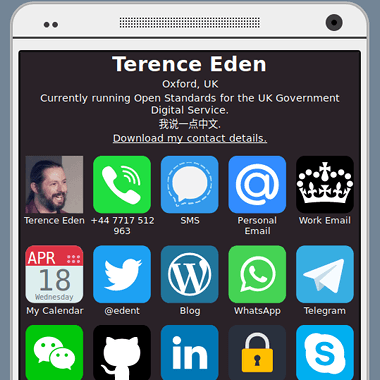 Terence Eden
Oxford, UK
Currently running Open Standards for the UK Government
Digital Service.
我说一点中文.
Download my contact details.
Terence Eden
+44 7717 512
963
SMS
Personal
Email
Work Email
APR
18
Wednesday
My Calendar
@edent
Blog
WhatsApp
Telegram
in